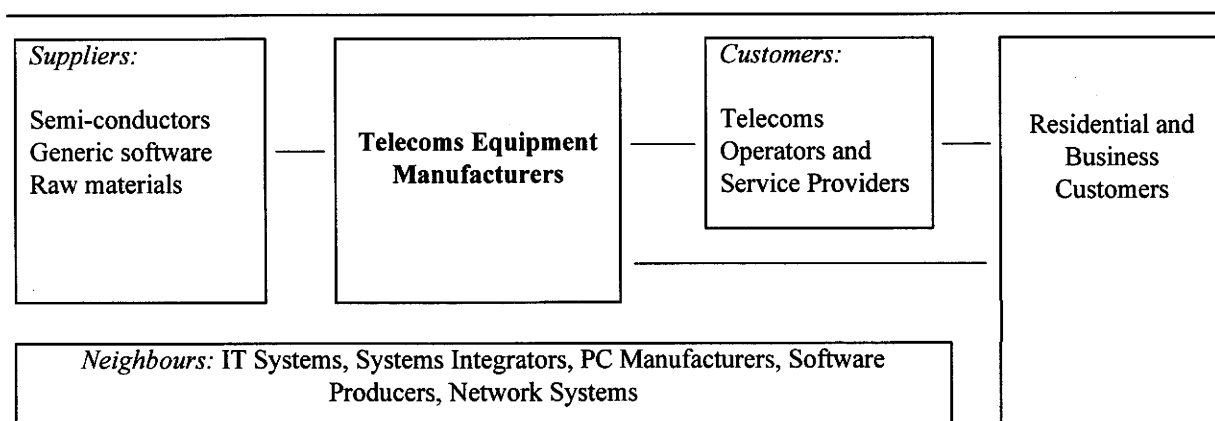 Suppliers:
Semi-conductors
Generic software
Raw materials
Telecoms Equipment
Manufacturers
Customers:
Telecoms
Operators and
Service Providers
Residential and
Business
Customers
Neighbours: IT Systems, Systems Integrators, PC Manufacturers, Software
Producers, Network Systems